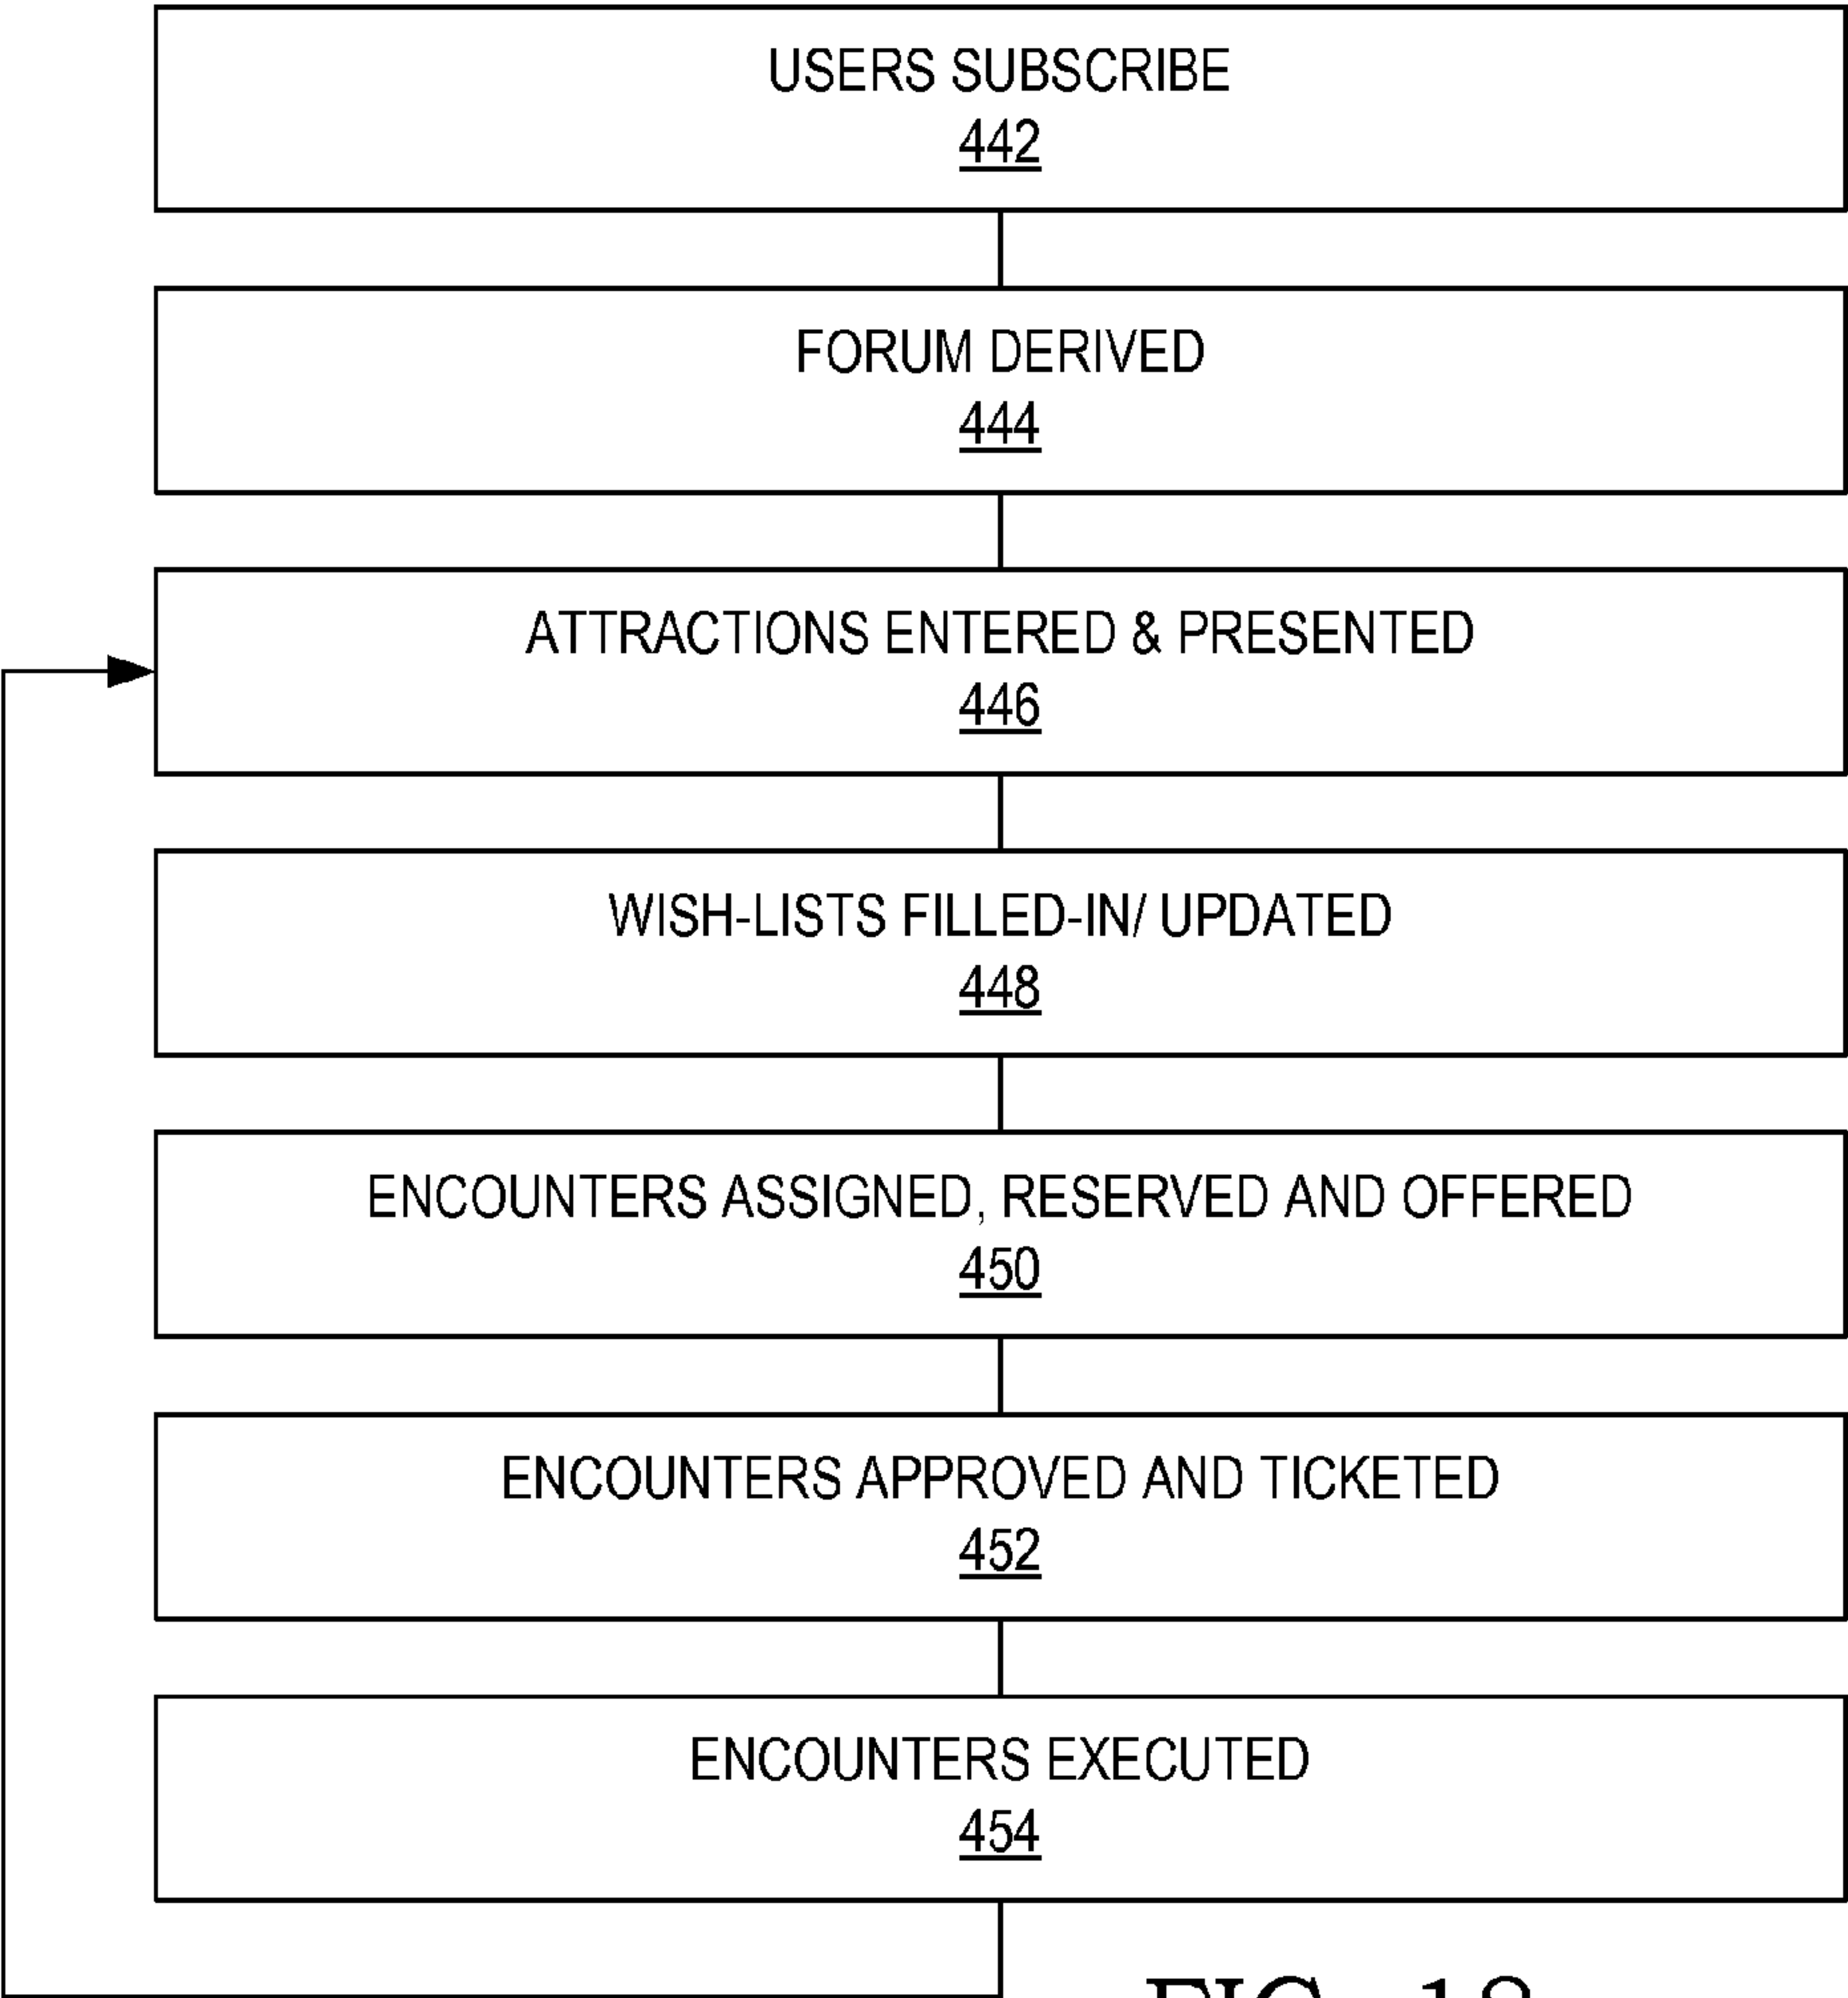 USERS SUBSCRIBE
442
FORUM DERIVED
444
ATTRACTIONS ENTERED & PRESENTED
446
WISH-LISTS FILLED-IN/ UPDATED
448
ENCOUNTERS ASSIGNED, RESERVED AND OFFERED
450
ENCOUNTERS APPROVED AND TICKETED
452
ENCOUNTERS EXECUTED
454
FIG.